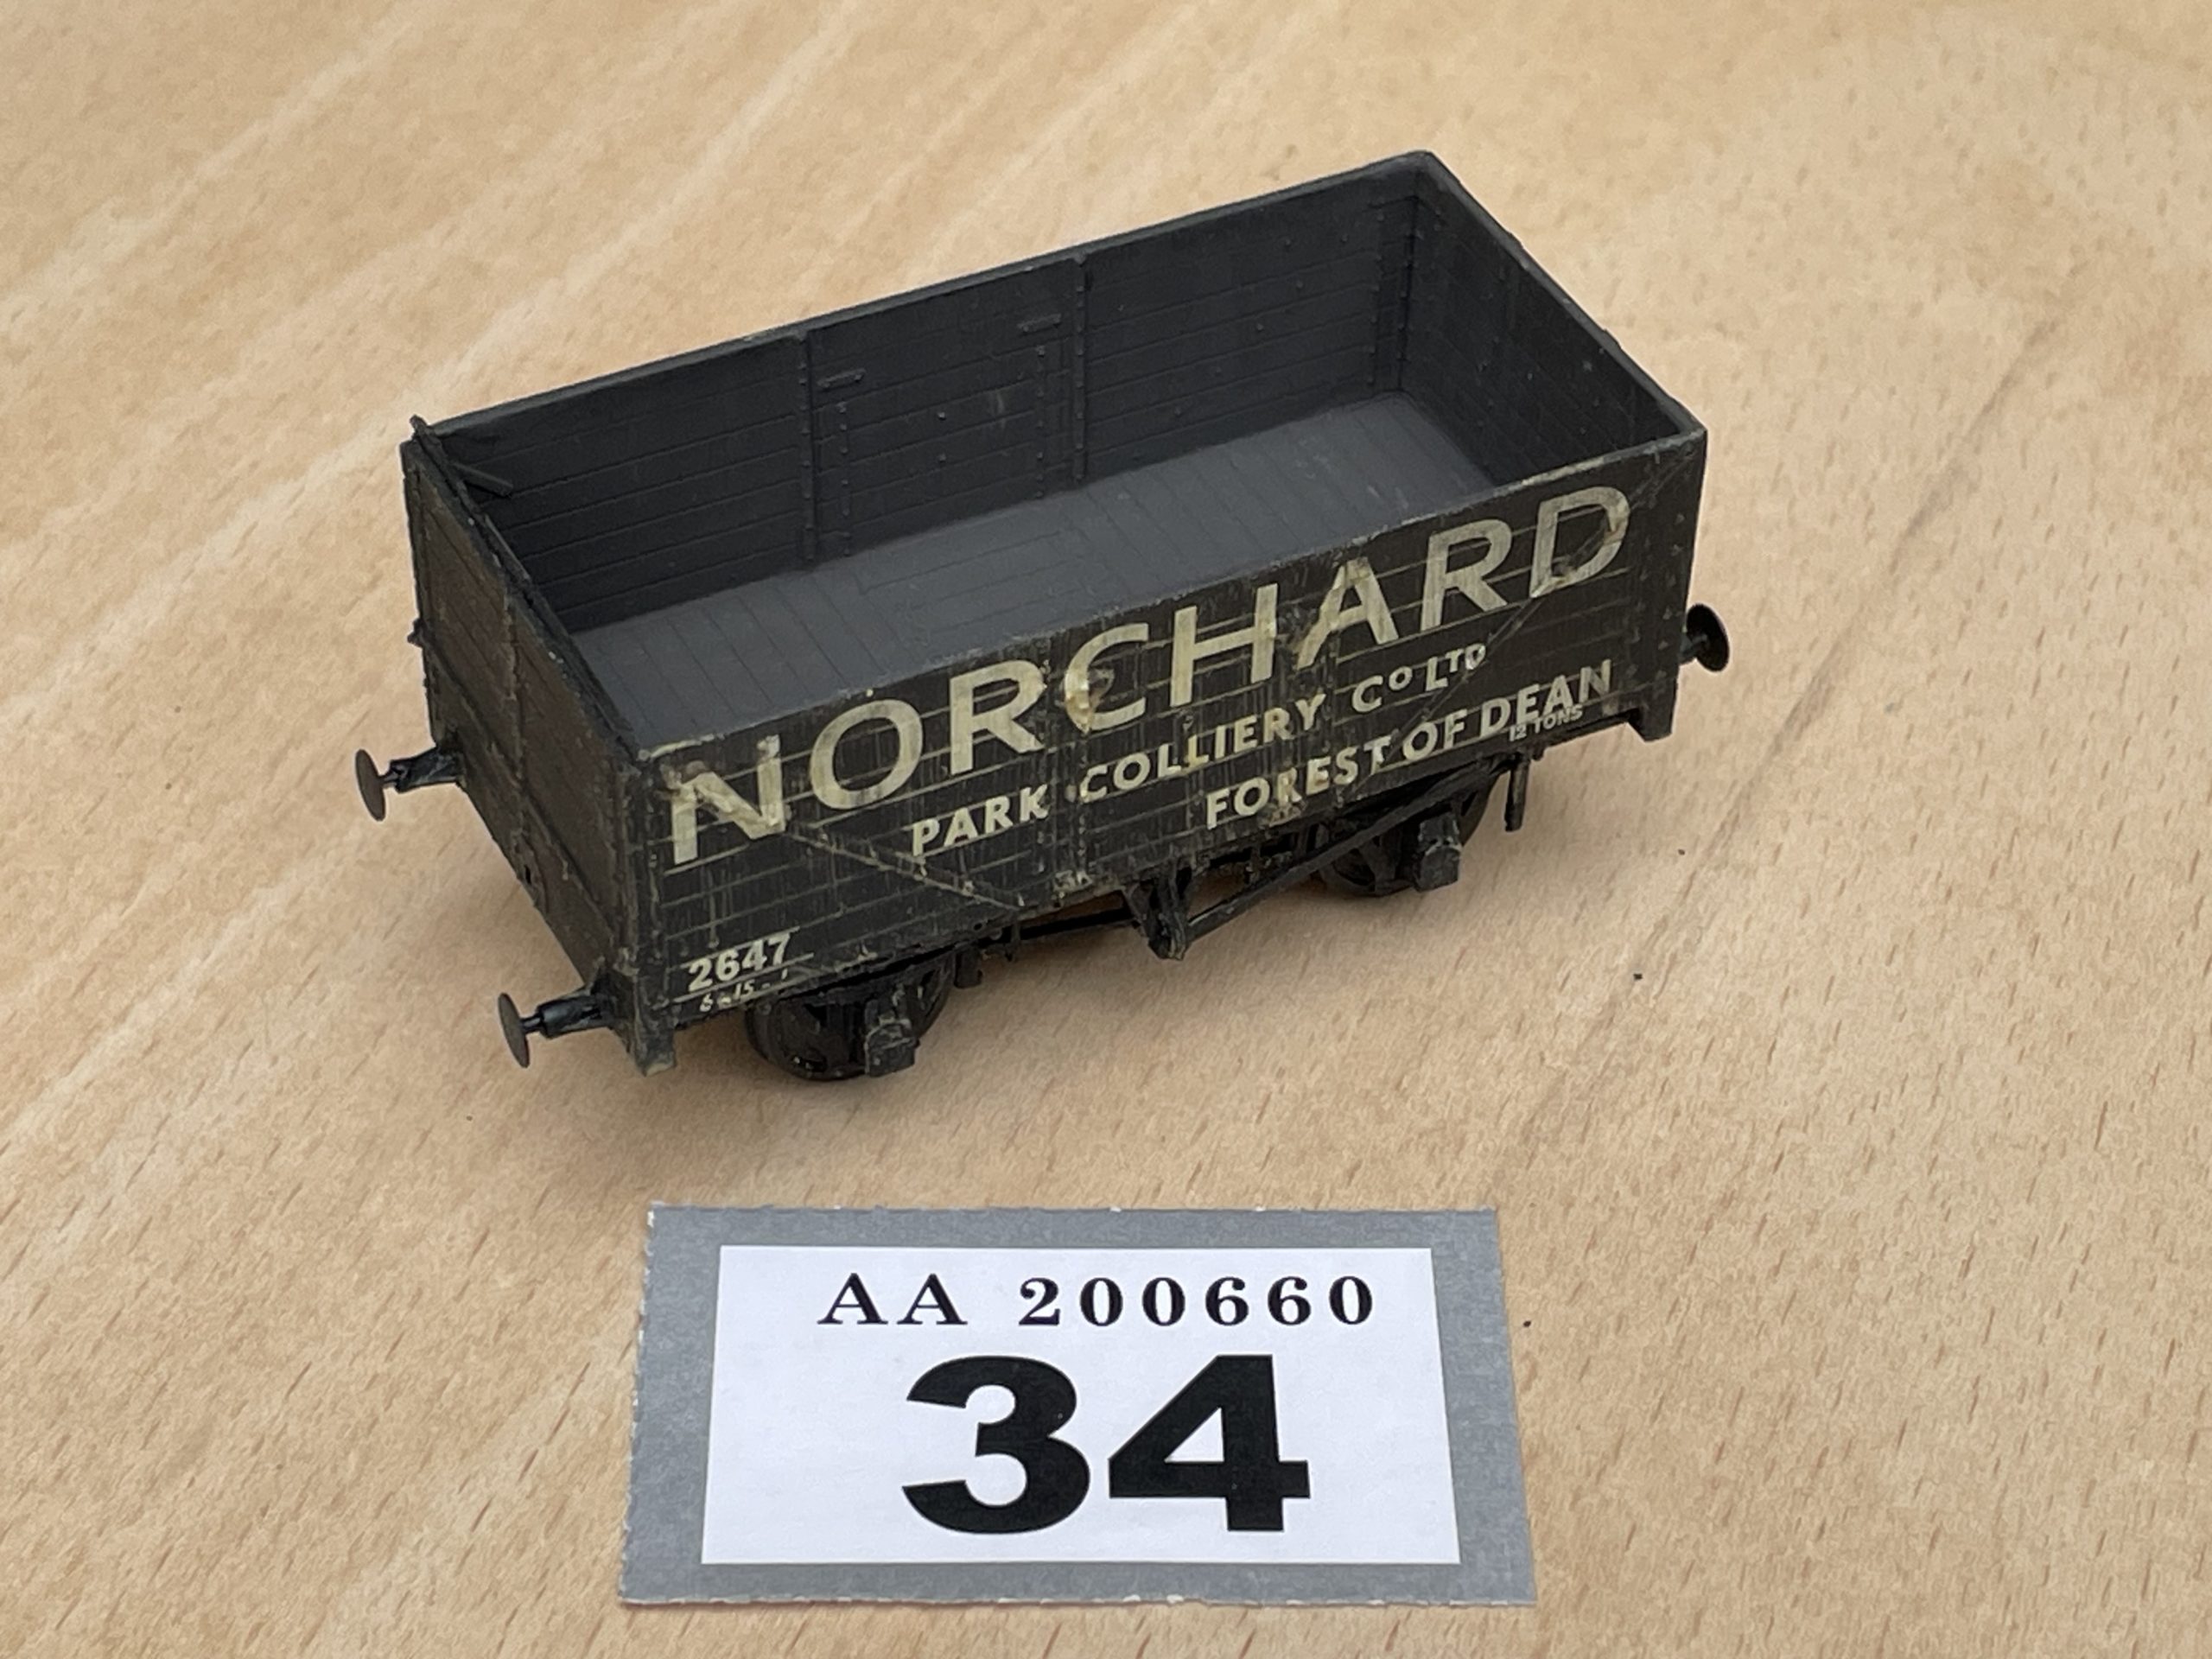 NORCHARD
PARK COLLIERY Co LTD
FOREST OF DEAN
12 TONS
2647
AA 200660
34